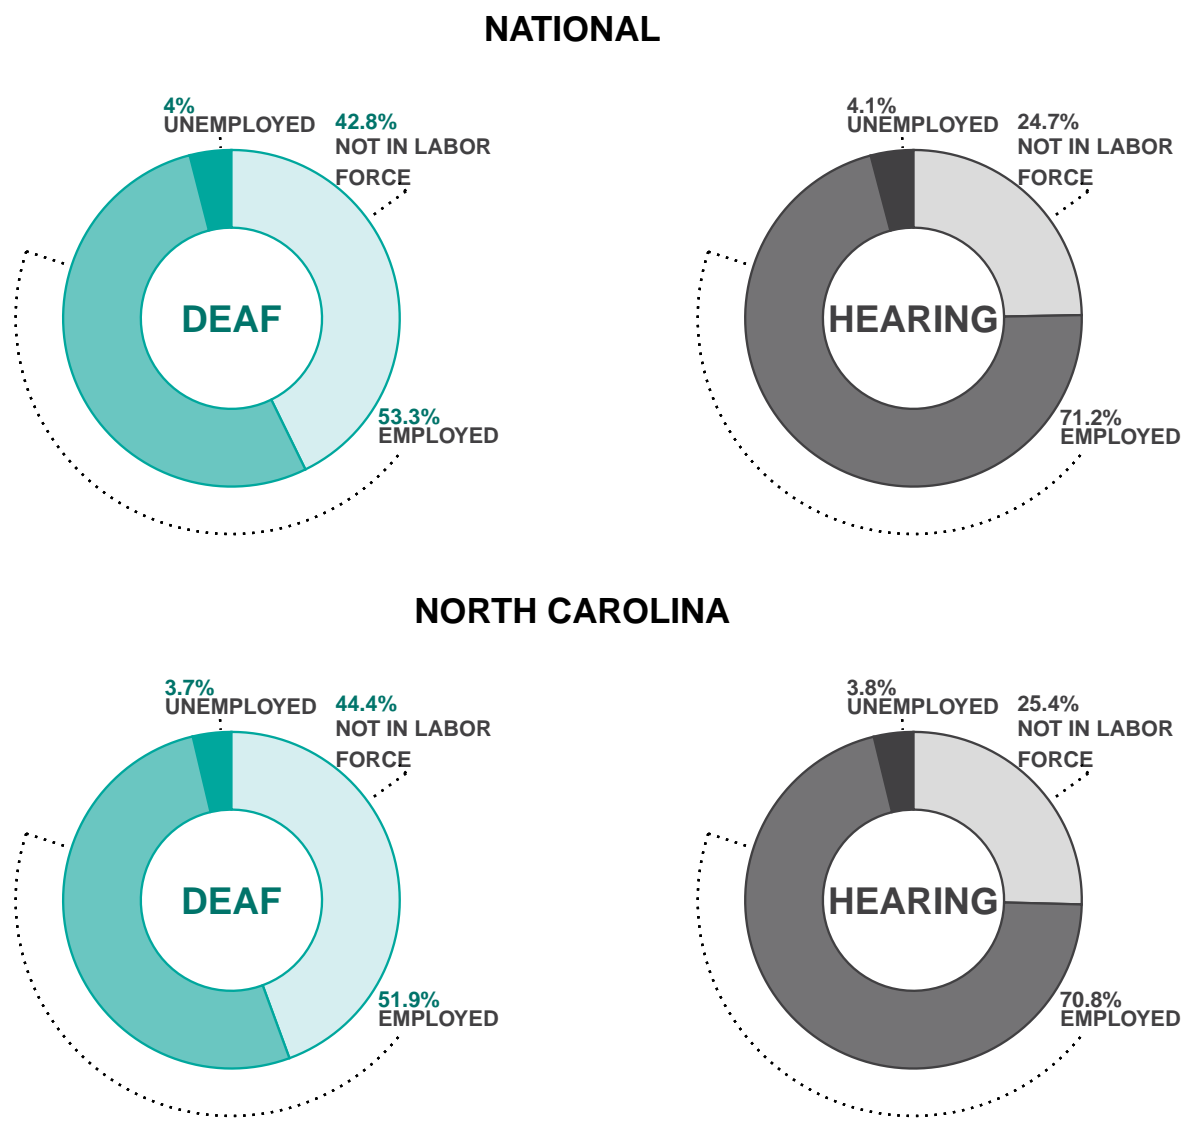 NATIONAL
4%
UNEMPLOYED
42.8%
NOT IN LABOR
FORCE
DEAF
53.3%
EMPLOYED
4.1%
UNEMPLOYED
24.7%
NOT IN LABOR
FORCE
HEARING
71.2%
EMPLOYED
NORTH CAROLINA
3.7%
UNEMPLOYED
44.4%
NOT IN LABOR
FORCE
DEAF
51.9%
EMPLOYED
3.8%
UNEMPLOYED
25.4%
NOT IN LABOR
FORCE
HEARING
70.8%
EMPLOYED